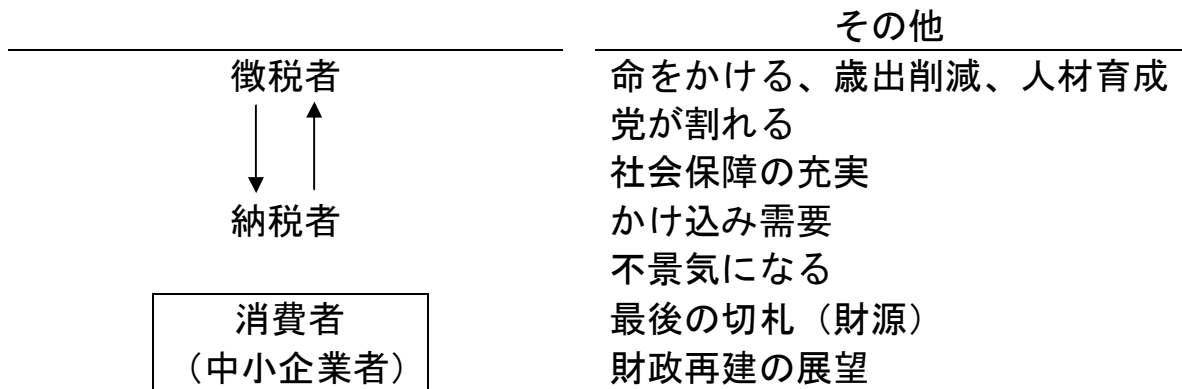 その他
徴税者
納税者
消費者
（中小企業者）
命をかける、歳出削減、人材育成
党が割れる
社会保障の充実
かけ込み需要
不景気になる
最後の切札（財源）
財政再建の展望